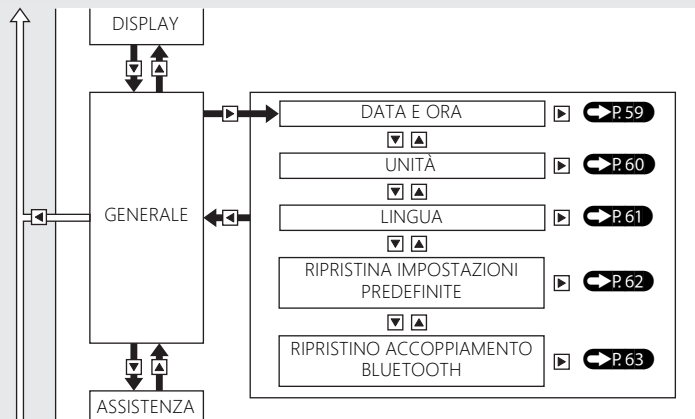 DISPLAY
GENERALE
DATA E ORA
P. 59
UNITÀ
P. 60
LINGUA
P. 61
RIPRISTINA IMPOSTAZIONI
PREDEFINITE
P. 62
RIPRISTINO ACCOPPIAMENTO
BLUETOOTH
P. 63
ASSISTENZA